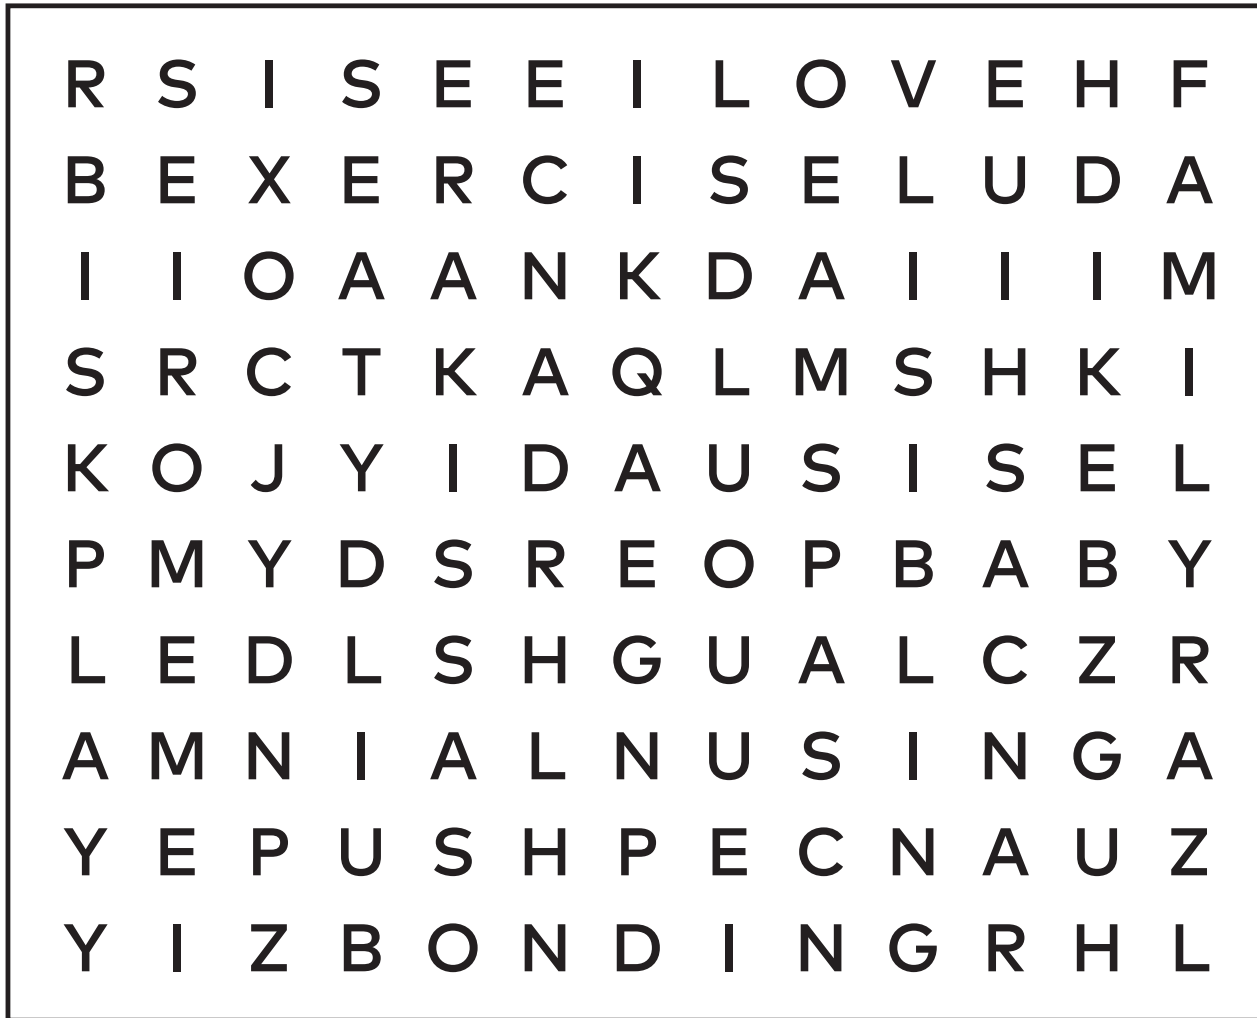 R S I S E E I L O V E H F
B E X E R C I S E L U D A
I I O A A N K D A I I I M
S R C T K A Q L M S H K I
K O J Y I D A U S I S E L
P M Y D S R E O P B A B Y
L E D L S H G U A L C Z R
A M N I A L N U S I N G A
Y E P U S H P E C N A U Z
Y I Z B O N D I N G R H L